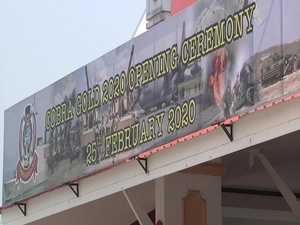 COBRA GOLD 2020 OPENING CEREMONY
25TH FEBRUARY 2020